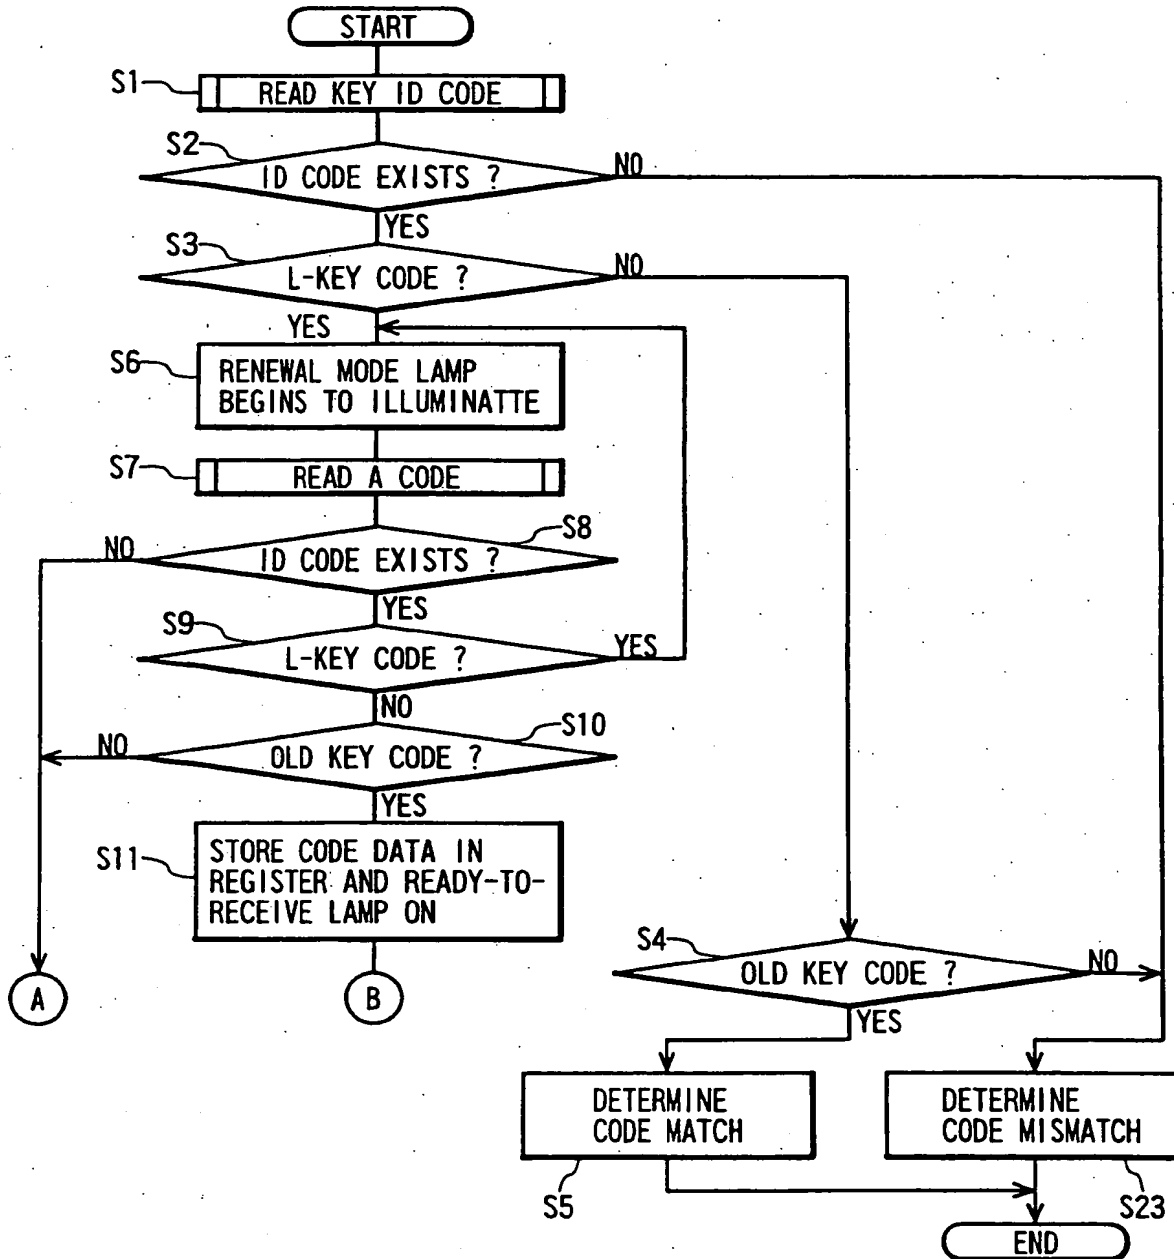 START
S1
READ KEY ID CODE
S2
ID CODE EXISTS ?
NO
YES
S3
L-KEY CODE ?
NO
YES
S6
RENEWAL MODE LAMP
BEGINS TO ILLUMINATTE
S7
READ A CODE
S8
NO
ID CODE EXISTS ?
YES
S9
L-KEY CODE ?
YES
NO
S10
NO
OLD KEY CODE ?
YES
S11
STORE CODE DATA IN
REGISTER AND READY-TO-
RECEIVE LAMP ON
S4
OLD KEY CODE ?
NO
A
B
YES
DETERMINE
CODE MATCH
DETERMINE
CODE MISMATCH
S5
S23
END